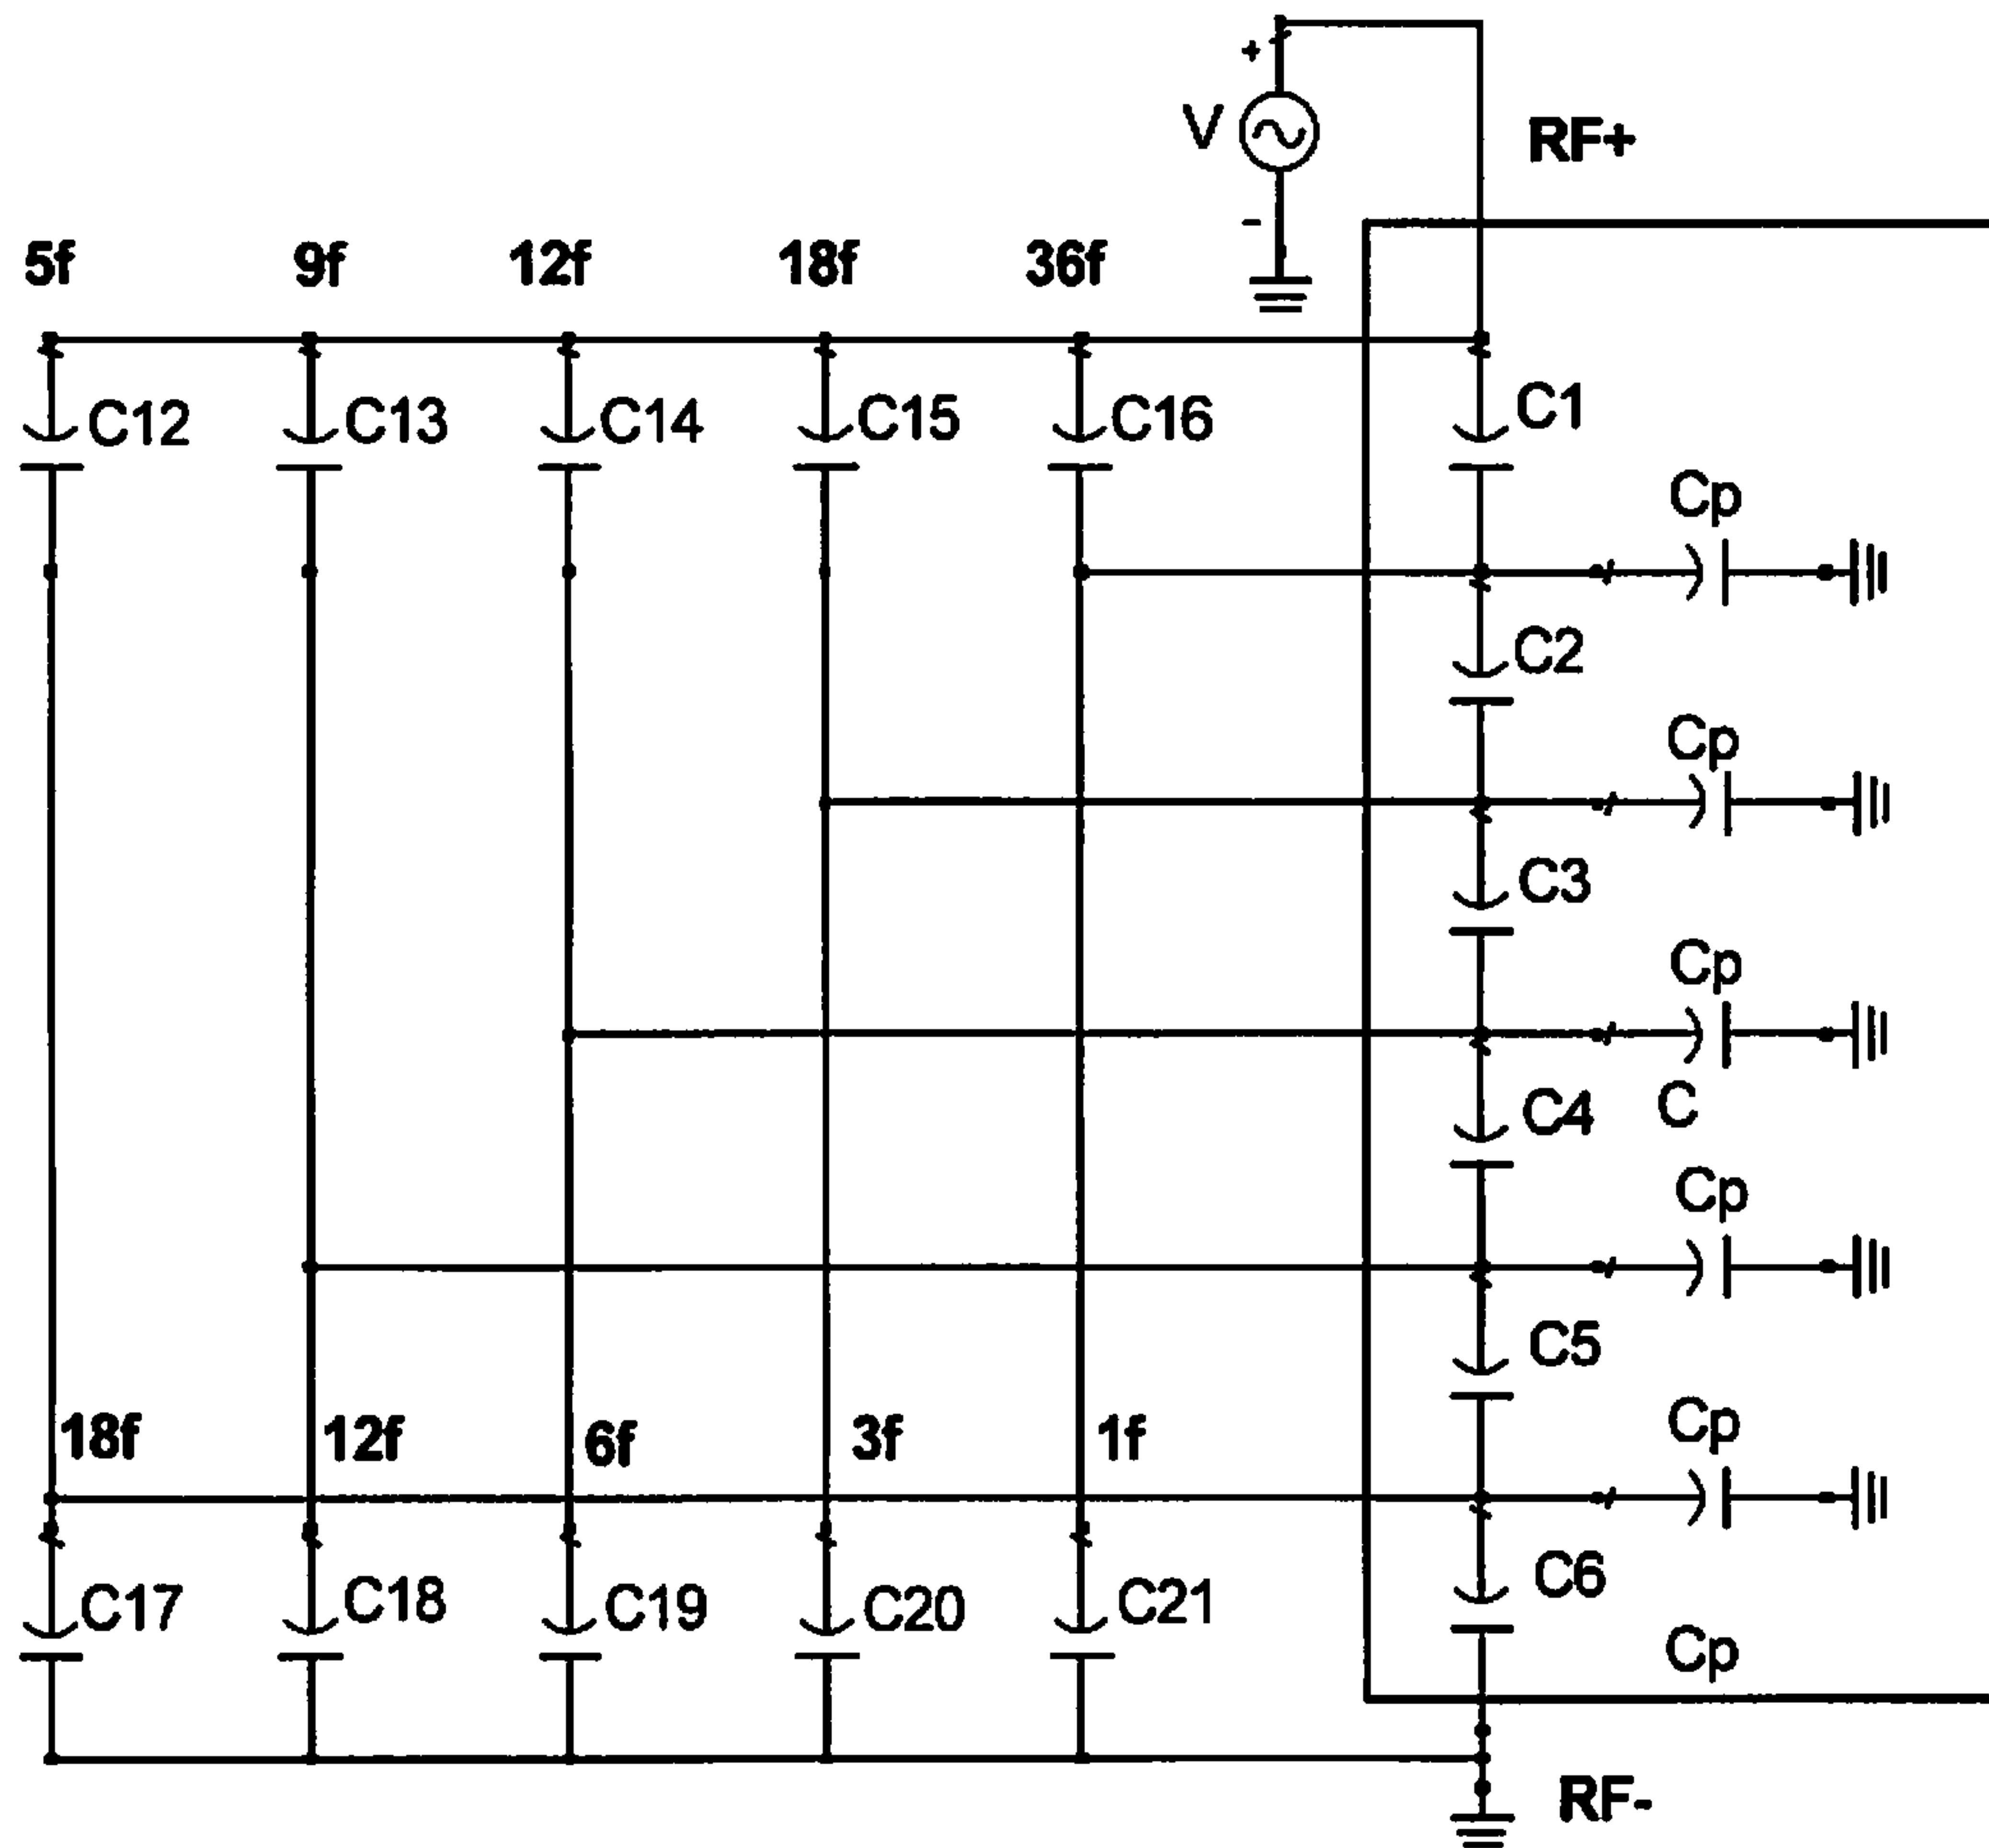 +
V
RF+
-
5f 9f 12f 18f 36f
C12 C13 C14 C15 C16 C1
Cp
C2
Cp
C3
Cp
C4 C
Cp
C5
Cp
18f 12f 6f 3f 1f
C6
C17 C18 C19 C20 C21
Cp
RF-